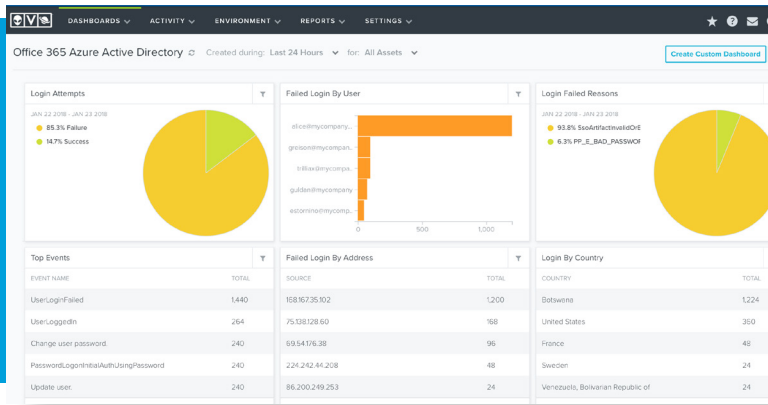 DASHBOARDS ACTIVITY ENVIRONMENT REPORTS SETTINGS
Office 365 Azure Active Directory Created during: Last 24 Hours for: All Assets
Create Custom Dashboard
Login Attempts
JAN 22 2018 - JAN 23 2018
85.3% Failure
14.7% Success
Failed Login By User
alice@mycompany...
greison@mycompan...
@mycompa...
guldan@mycompany
@mycomp...
0 500 1,000
Login Failed Reasons
JAN 22 2018 - JAN 23 2018
93.8% SsoArtifactInvalidOrE
6.3% PP_E_BAD_PASSWOR
Top Events
EVENT NAME TOTAL
UserLoginFailed 1,440
UserLoggedIn 264
Change user password. 240
PasswordLogonInitialAuthUsingPassword 240
Update user. 240
Failed Login By Address
SOURCE TOTAL
168.167.35.102 1,200
75.138.128.60 168
69.54.176.38 96
224.242.44.208 48
86.200.249.253 24
Login By Country
COUNTRY TOTAL
Botswana 1,224
United States 360
France 48
Sweden 24
Venezuela, Bolivarian Republic of 24